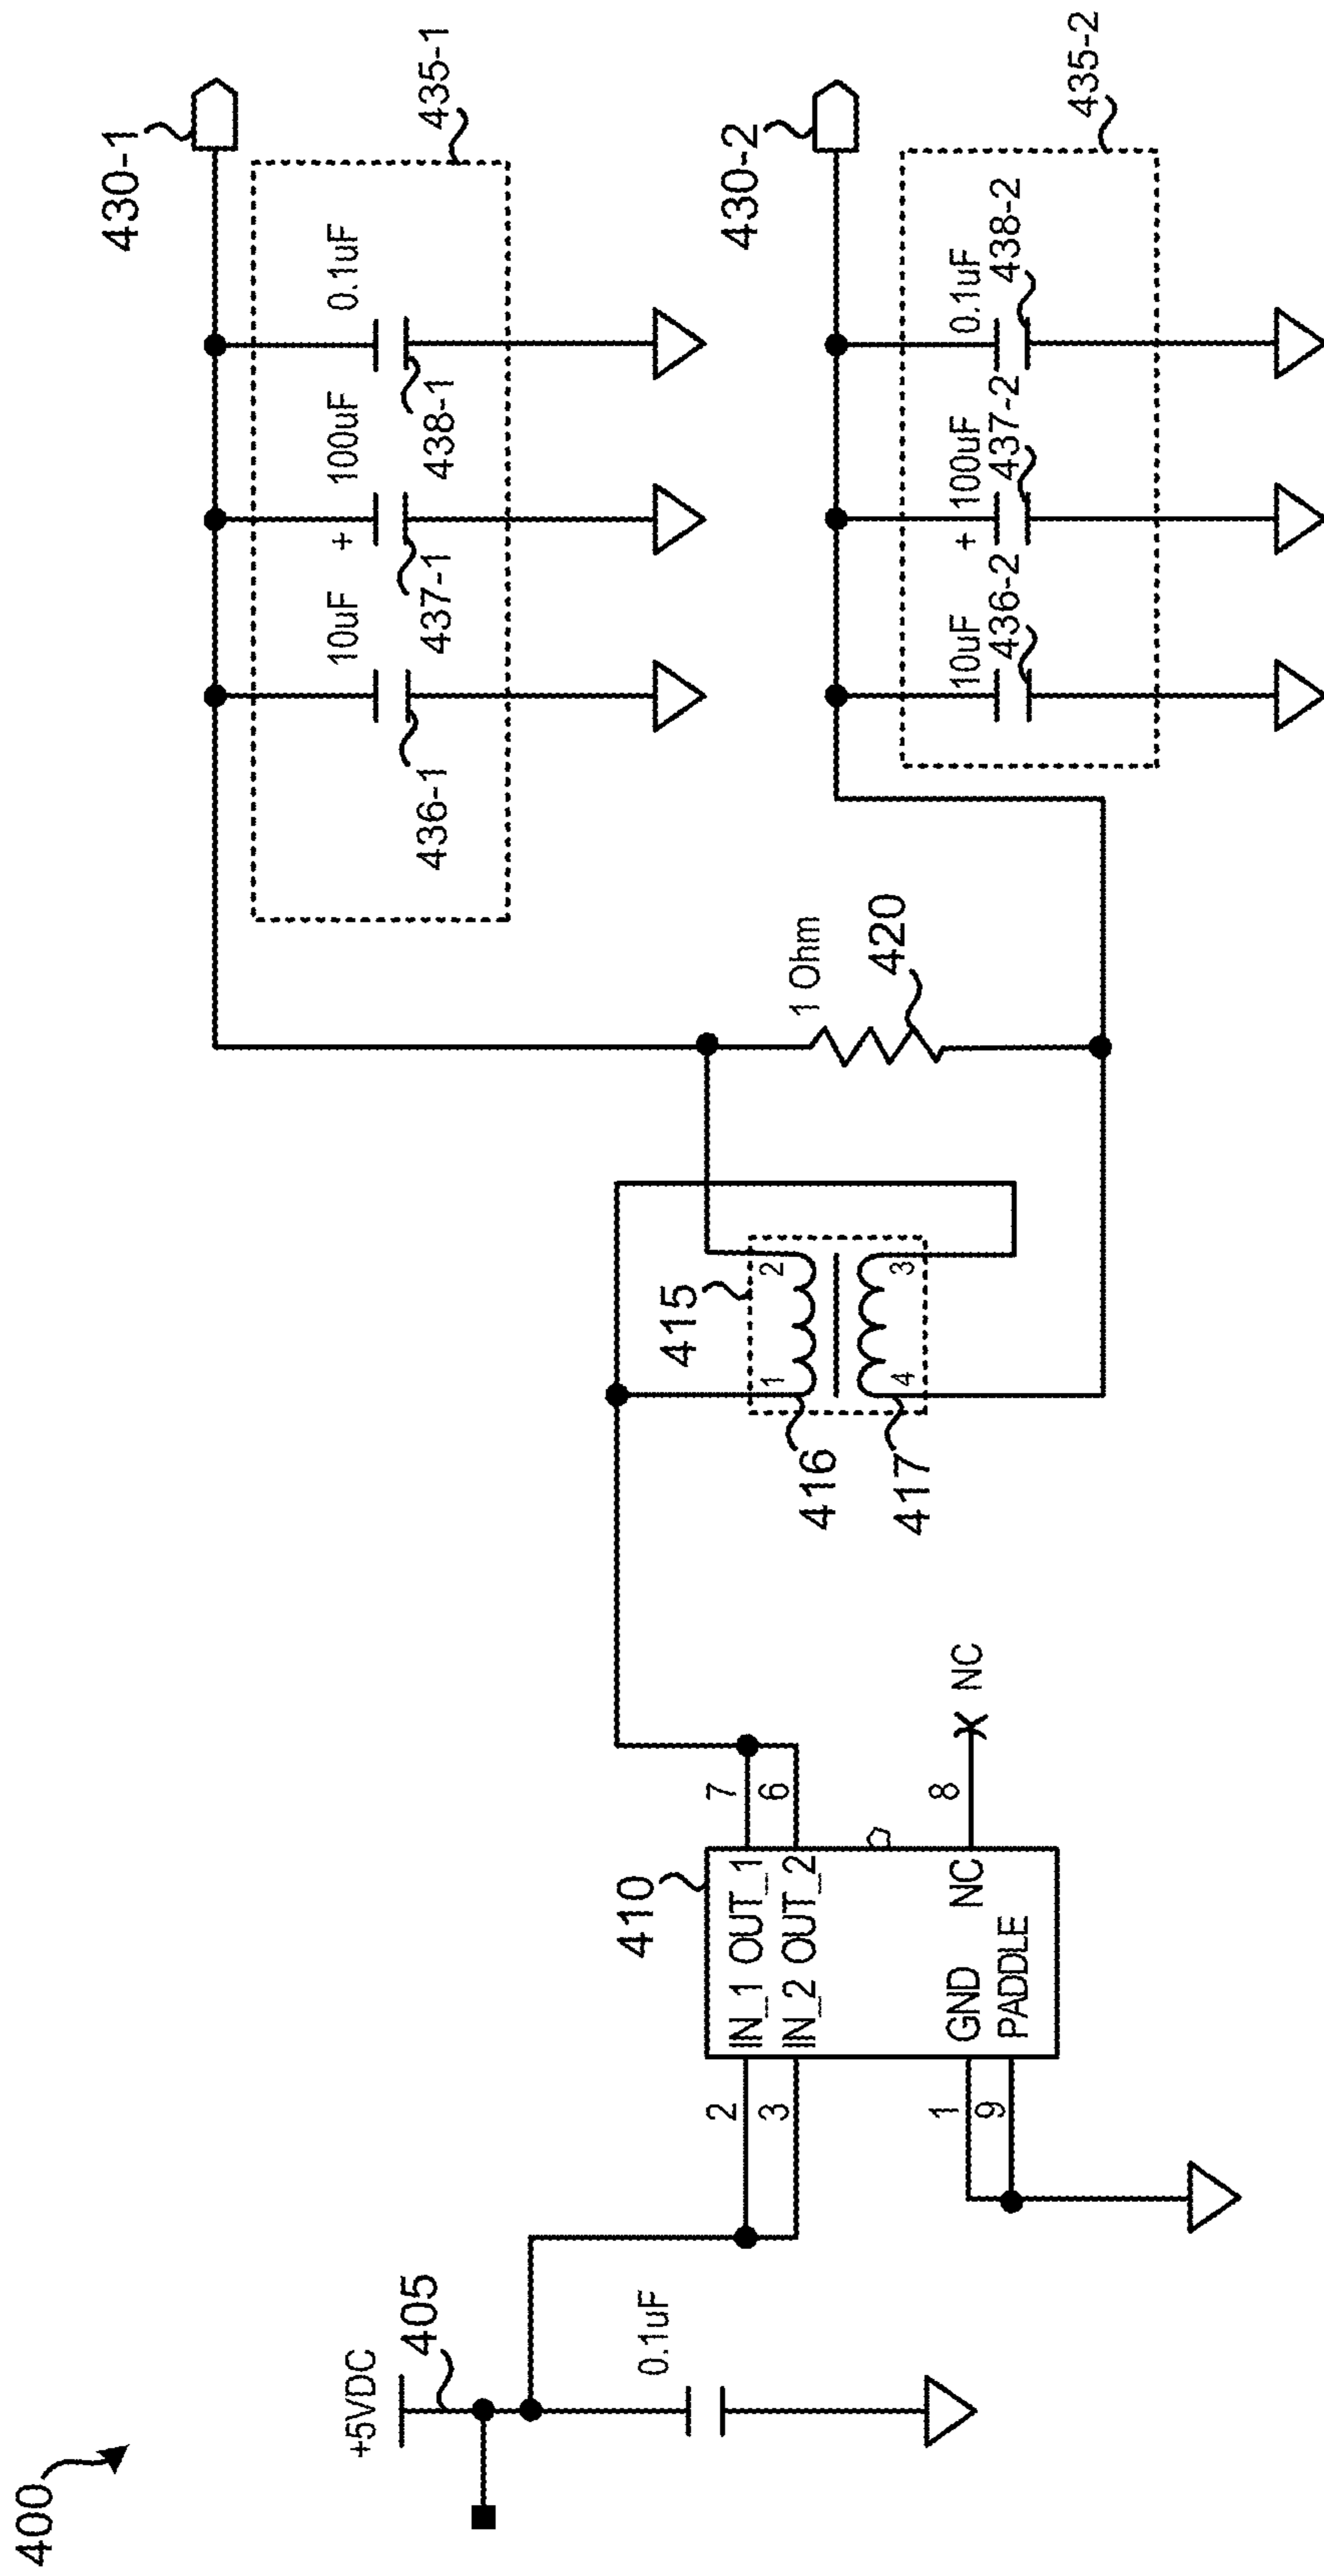 400
+5VDC
405
0.1uF
410
2
3
1
9
IN_1
OUT_1
IN_2
OUT_2
GND
NC
PADDLE
7
6
8
NC
415
416
417
1
2
3
4
1 Ohm
420
430-1
435-1
10uF
+
100uF
0.1uF
436-1
437-1
438-1
430-2
435-2
10uF
+
100uF
0.1uF
436-2
437-2
438-2